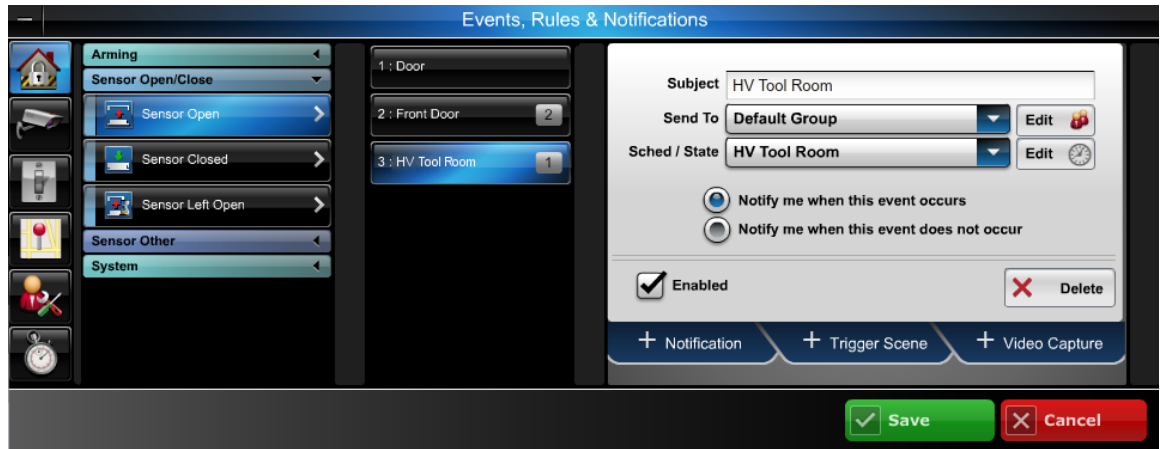 Events, Rules & Notifications
Arming
Sensor Open/Close
Sensor Open
Sensor Closed
Sensor Left Open
Sensor Other
System
1 : Door
2 : Front Door 2
3 : HV Tool Room 1
Subject HV Tool Room
Send To Default Group Edit
Sched / State HV Tool Room Edit
Notify me when this event occurs
Notify me when this event does not occur
Enabled Delete
+ Notification + Trigger Scene + Video Capture
Save Cancel